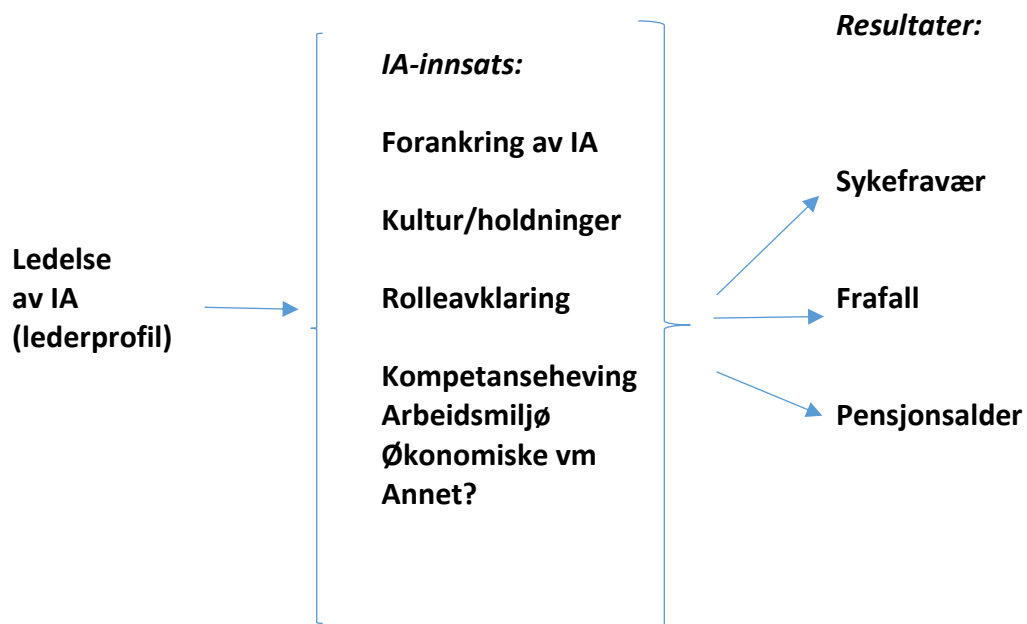 Ledelse
av IA
(lederprofil)
IA-innsats:
Forankring av IA
Kultur/holdninger
Rolleavklaring
Kompetanseheving
Arbeidsmiljø
Økonomiske vm
Annet?
Resultater:
Sykefravær
Frafall
Pensjonsalder